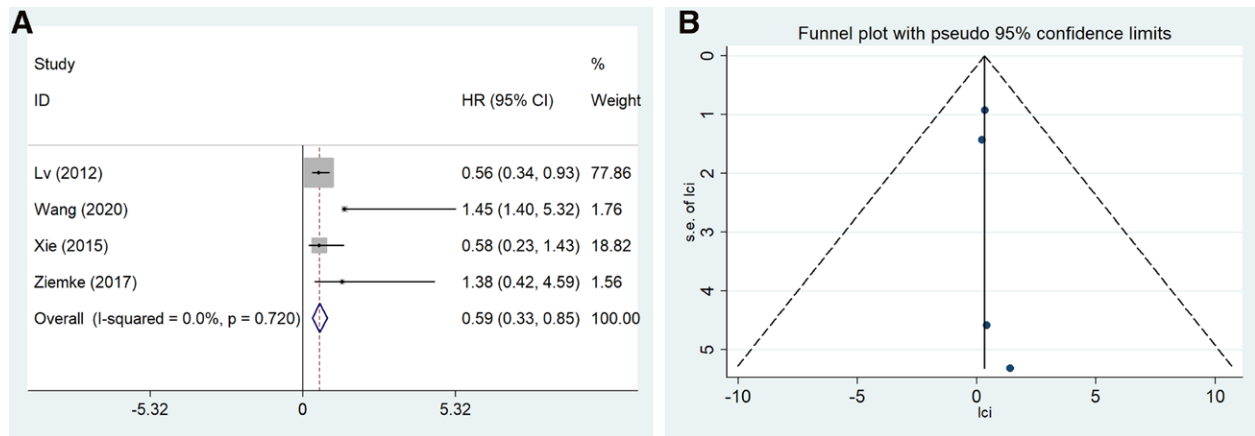 A
Study %
ID HR (95% CI) Weight
Lv (2012) 0.56 (0.34, 0.93) 77.86
Wang (2020) 1.45 (1.40, 5.32) 1.76
Xie (2015) 0.58 (0.23, 1.43) 18.82
Ziemke (2017) 1.38 (0.42, 4.59) 1.56
Overall (I-squared = 0.0%, p = 0.720) 0.59 (0.33, 0.85) 100.00
-5.32 0 5.32
B
Funnel plot with pseudo 95% confidence limits
s.e. of lci
0
1
2
3
4
5
-10 -5 0 5 10
lci